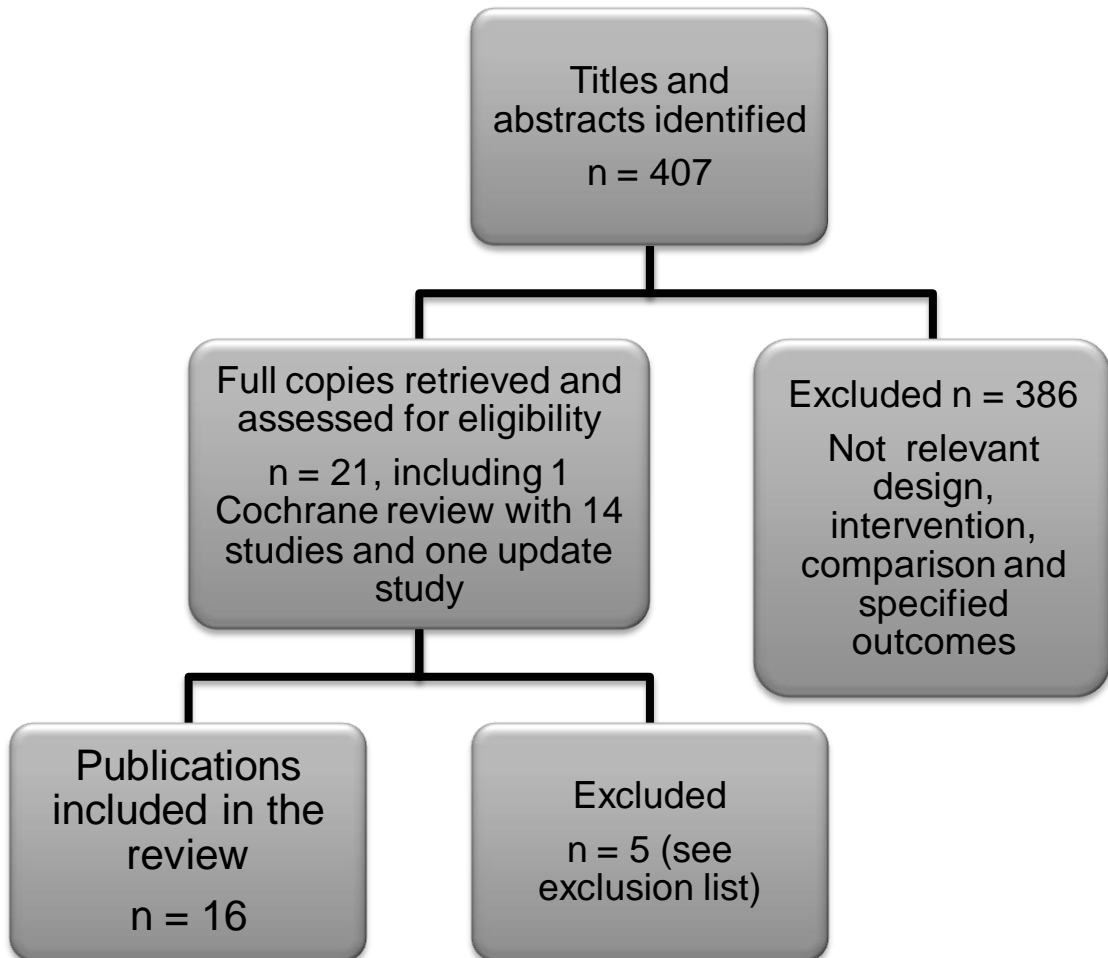 Titles and
abstracts identified
n = 407
Full copies retrieved and
assessed for eligibility
n = 21, including 1
Cochrane review with 14
studies and one update
study
Excluded n = 386
Not relevant
design,
intervention,
comparison and
specified
outcomes
Publications
included in the
review
n = 16
Excluded
n = 5 (see
exclusion list)